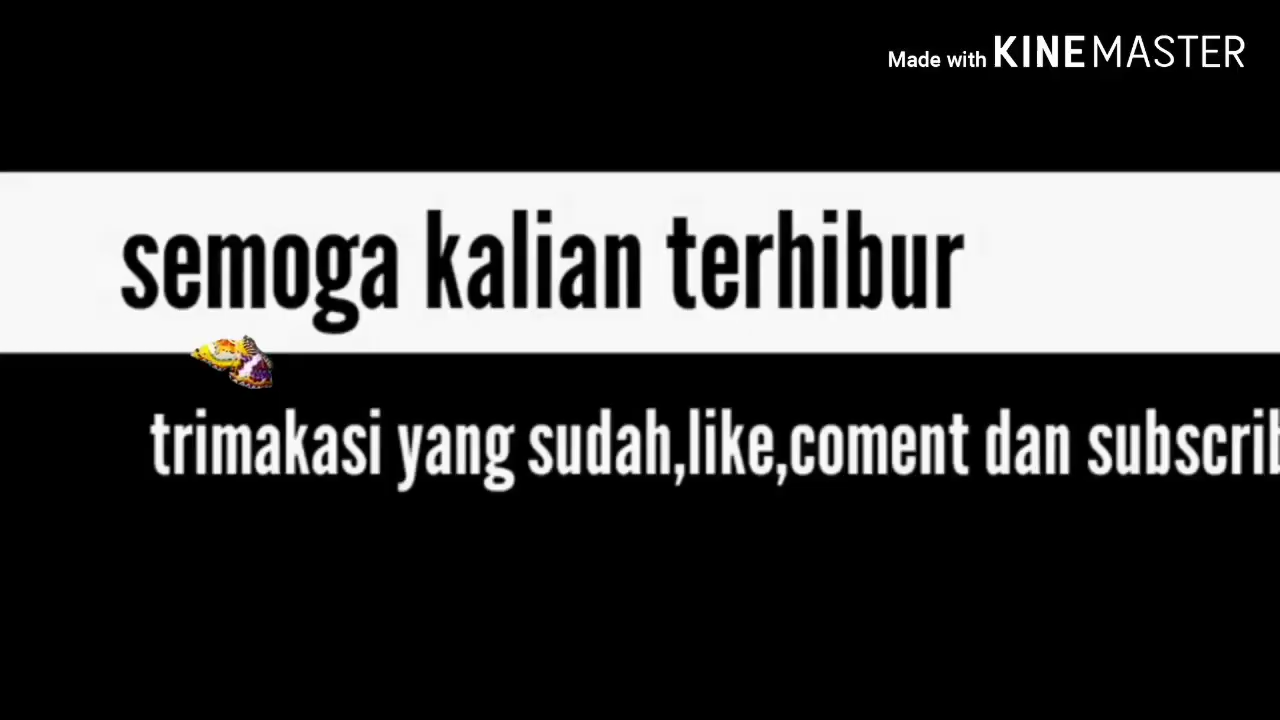 Made with KINEMASTER
semoga kalian terhibur
trimakasi yang sudah,like,coment dan subscrib